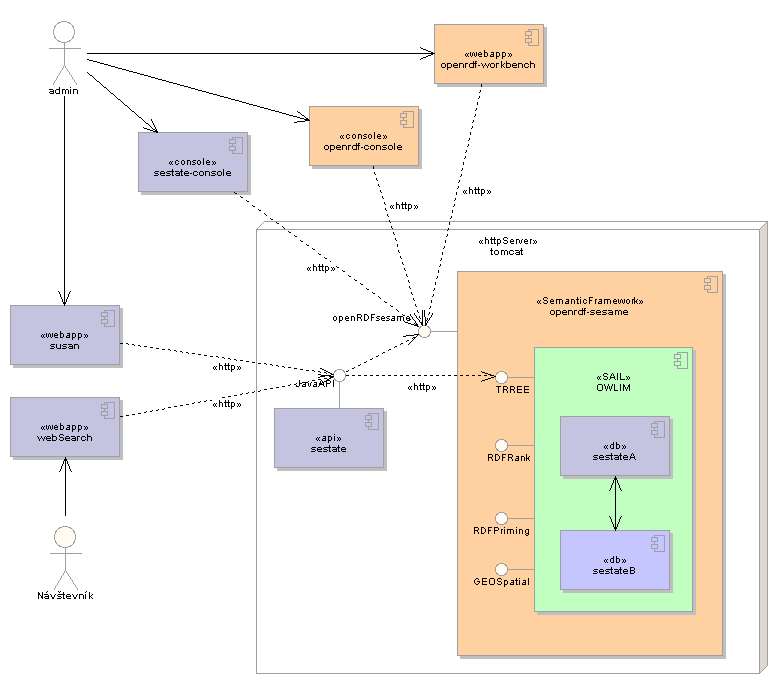 «webapp»
openrdf-workbench
admin
«console»
openrdf-console
«console»
sestate-console
«http»
«http»
«http»
«httpServer»
tomcat
«SemanticFramework»
openrdf-sesame
openRDFsesame
«webapp»
susan
«http»
JavaAPI
«http»
«http»
TRREE
«SAIL»
OWLIM
«webapp»
webSearch
«api»
sestate
RDFRank
«db»
sestateA
RDFPriming
«db»
sestateB
GEOSpatial
Návštevník